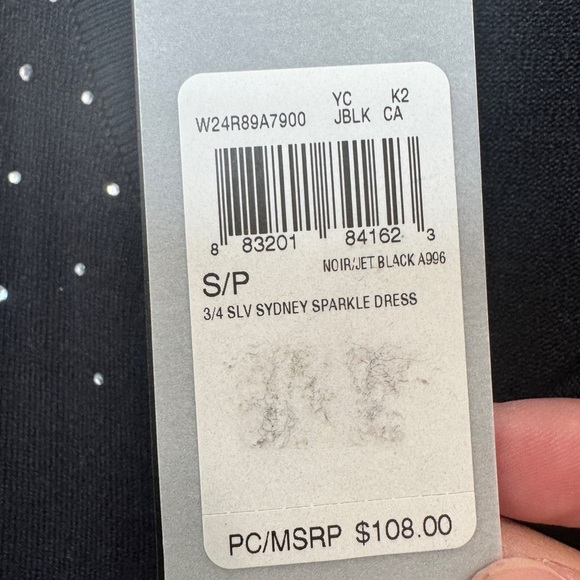 YC K2
W24R89A7900 JBLK CA
8 83201 84162 3
NOIR/JET BLACK A996
S/P
3/4 SLV SYDNEY SPARKLE DRESS
PC/MSRP $108.00